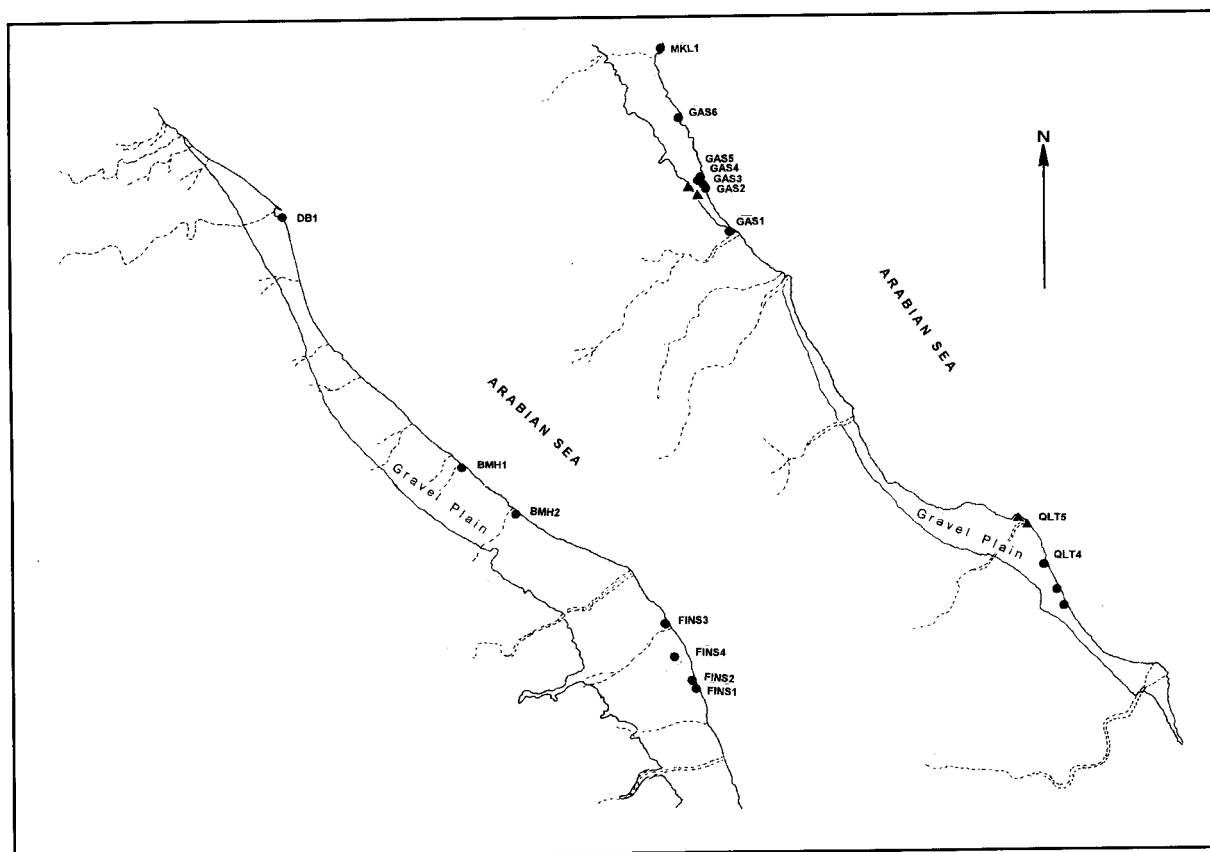 MKL1
GAS6
N
GAS5
GAS4
GAS3
GAS2
DB1
GAS1
ARABIAN SEA
ARABIAN SEA
BMH1
Gravel Plain
BMH2
Gravel Plain
QLT5
QLT4
FINS3
FINS4
FINS2
FINS1